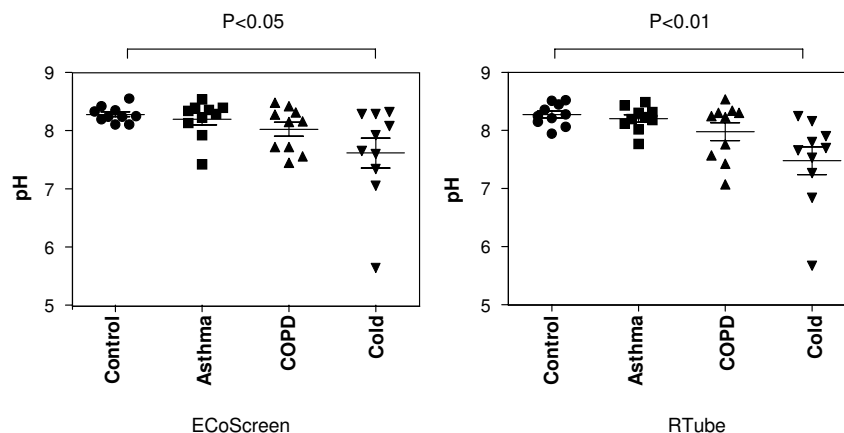 P<0.05
P<0.01
pH
9
8
7
6
5
Control
Asthma
COPD
Cold
ECoScreen
pH
9
8
7
6
5
Control
Asthma
COPD
Cold
RTube